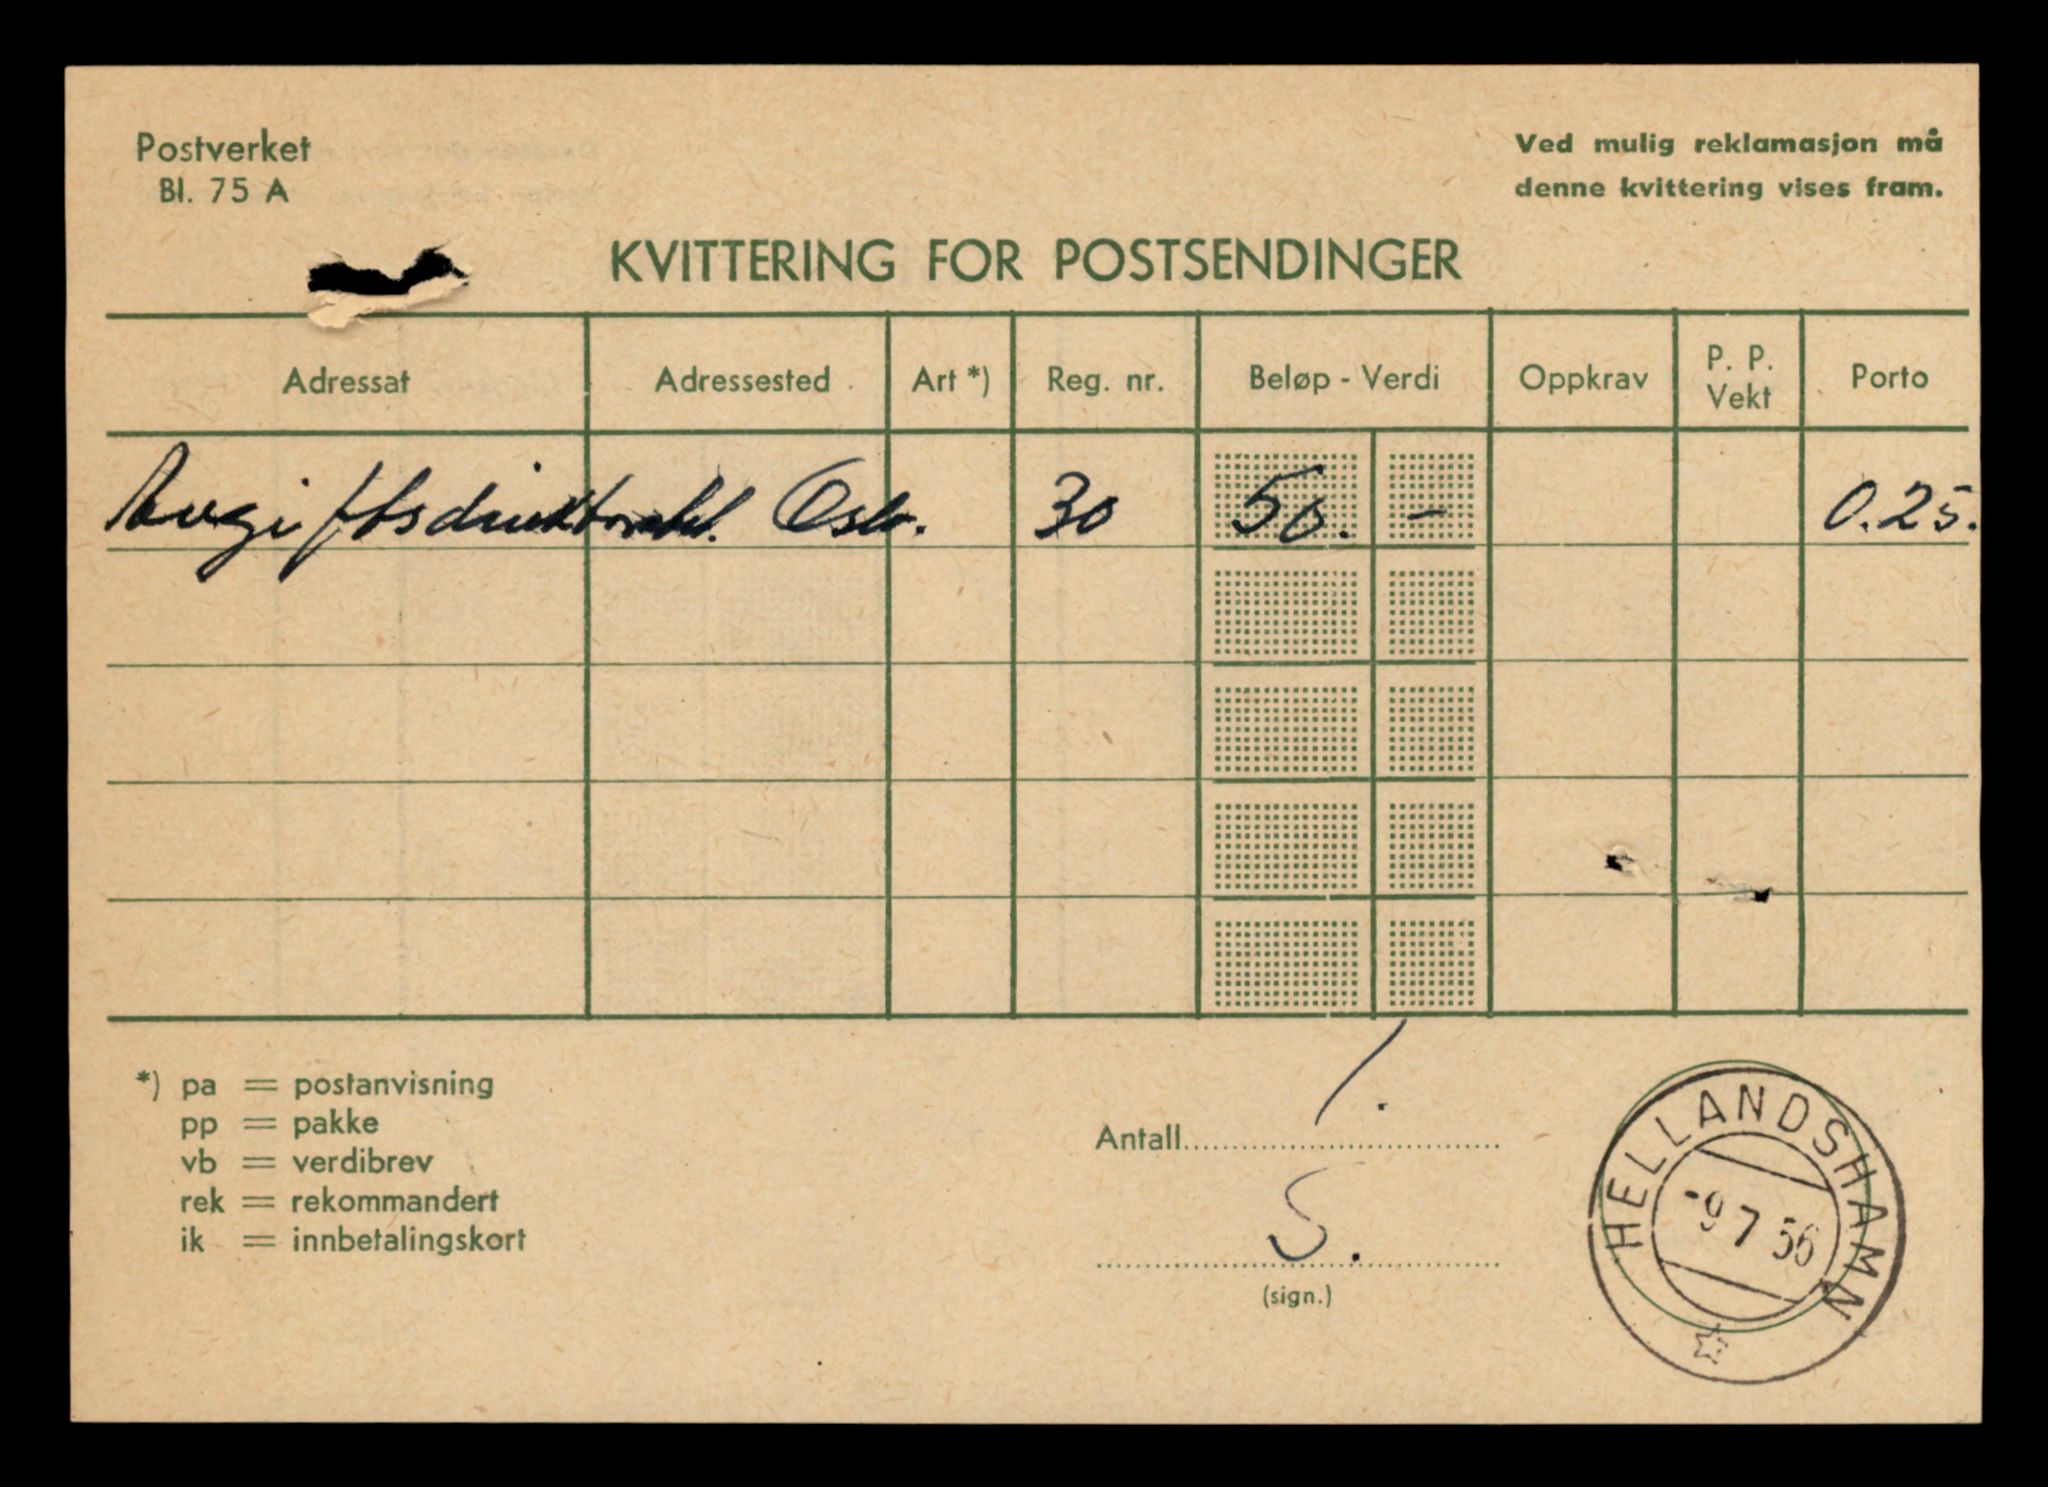 Postverket
Bl. 75 A
Ved mulig reklamasjon må
denne kvittering vises fram.
KVITTERING FOR POSTSENDINGER
Adressat Adressested Art *) Reg. nr. Beløp - Verdi Oppkrav P. P. Vekt Porto
Avgiftsdirektoratet. Oslo. 30 50. - 0.25.
*) pa = postanvisning
pp = pakke
vb = verdibrev
rek = rekommandert
ik = innbetalingskort
Antall 1.
S.
(sign.)
HELLANDSHAMN
-9 7 56